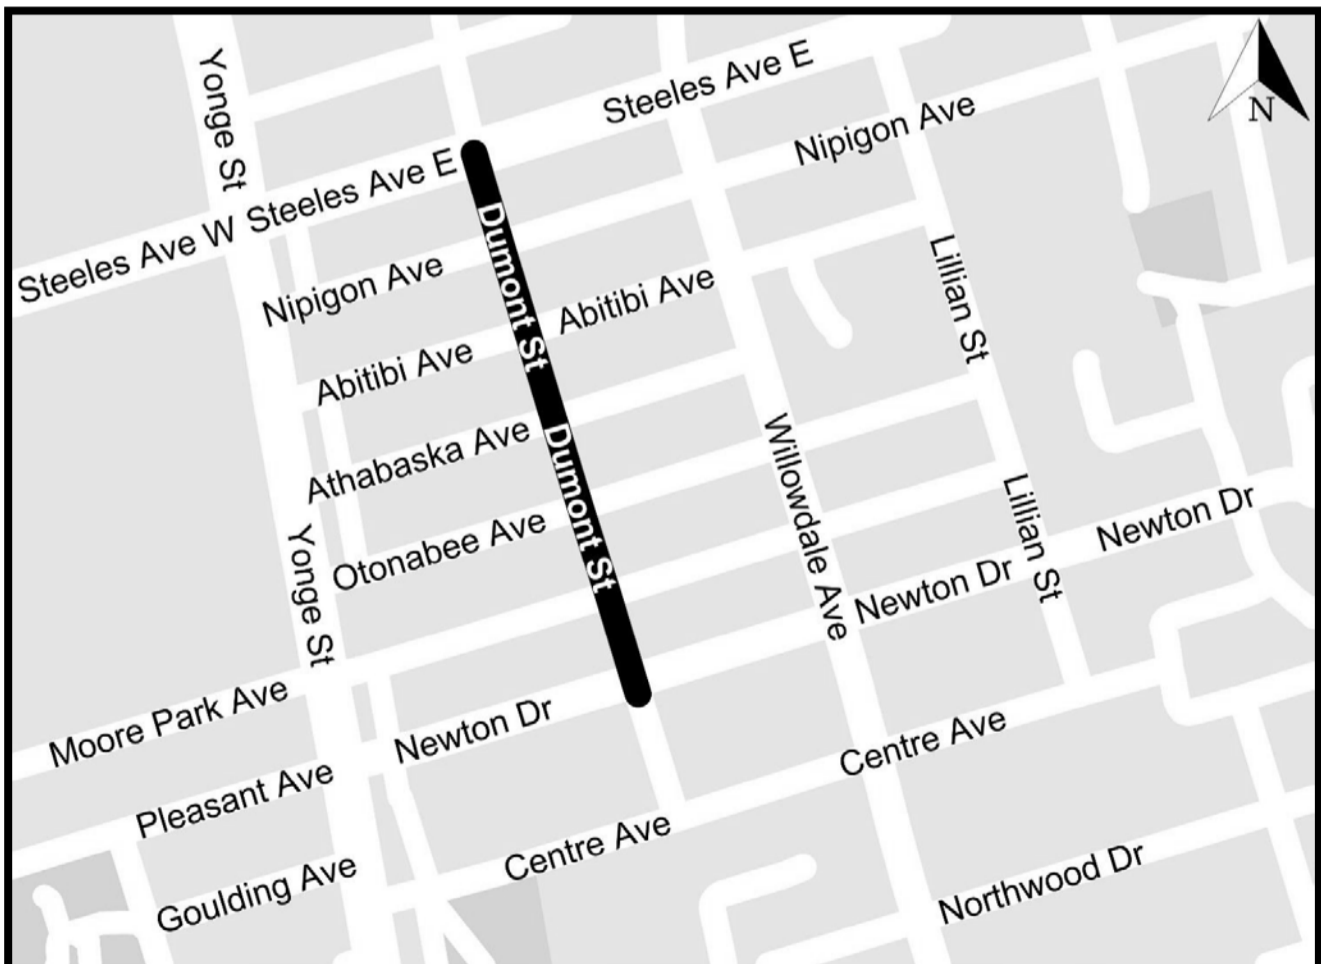 Yonge St
Steeles Ave E
Nipigon Ave
N
Steeles Ave W
Steeles Ave E
Dumont St
Lillian St
Nipigon Ave
Abitibi Ave
Abitibi Ave
Athabaska Ave
Dumont St
Willowdale Ave
Otonabee Ave
Yonge St
Lillian St
Newton Dr
Newton Dr
Moore Park Ave
Newton Dr
Pleasant Ave
Centre Ave
Goulding Ave
Centre Ave
Northwood Dr